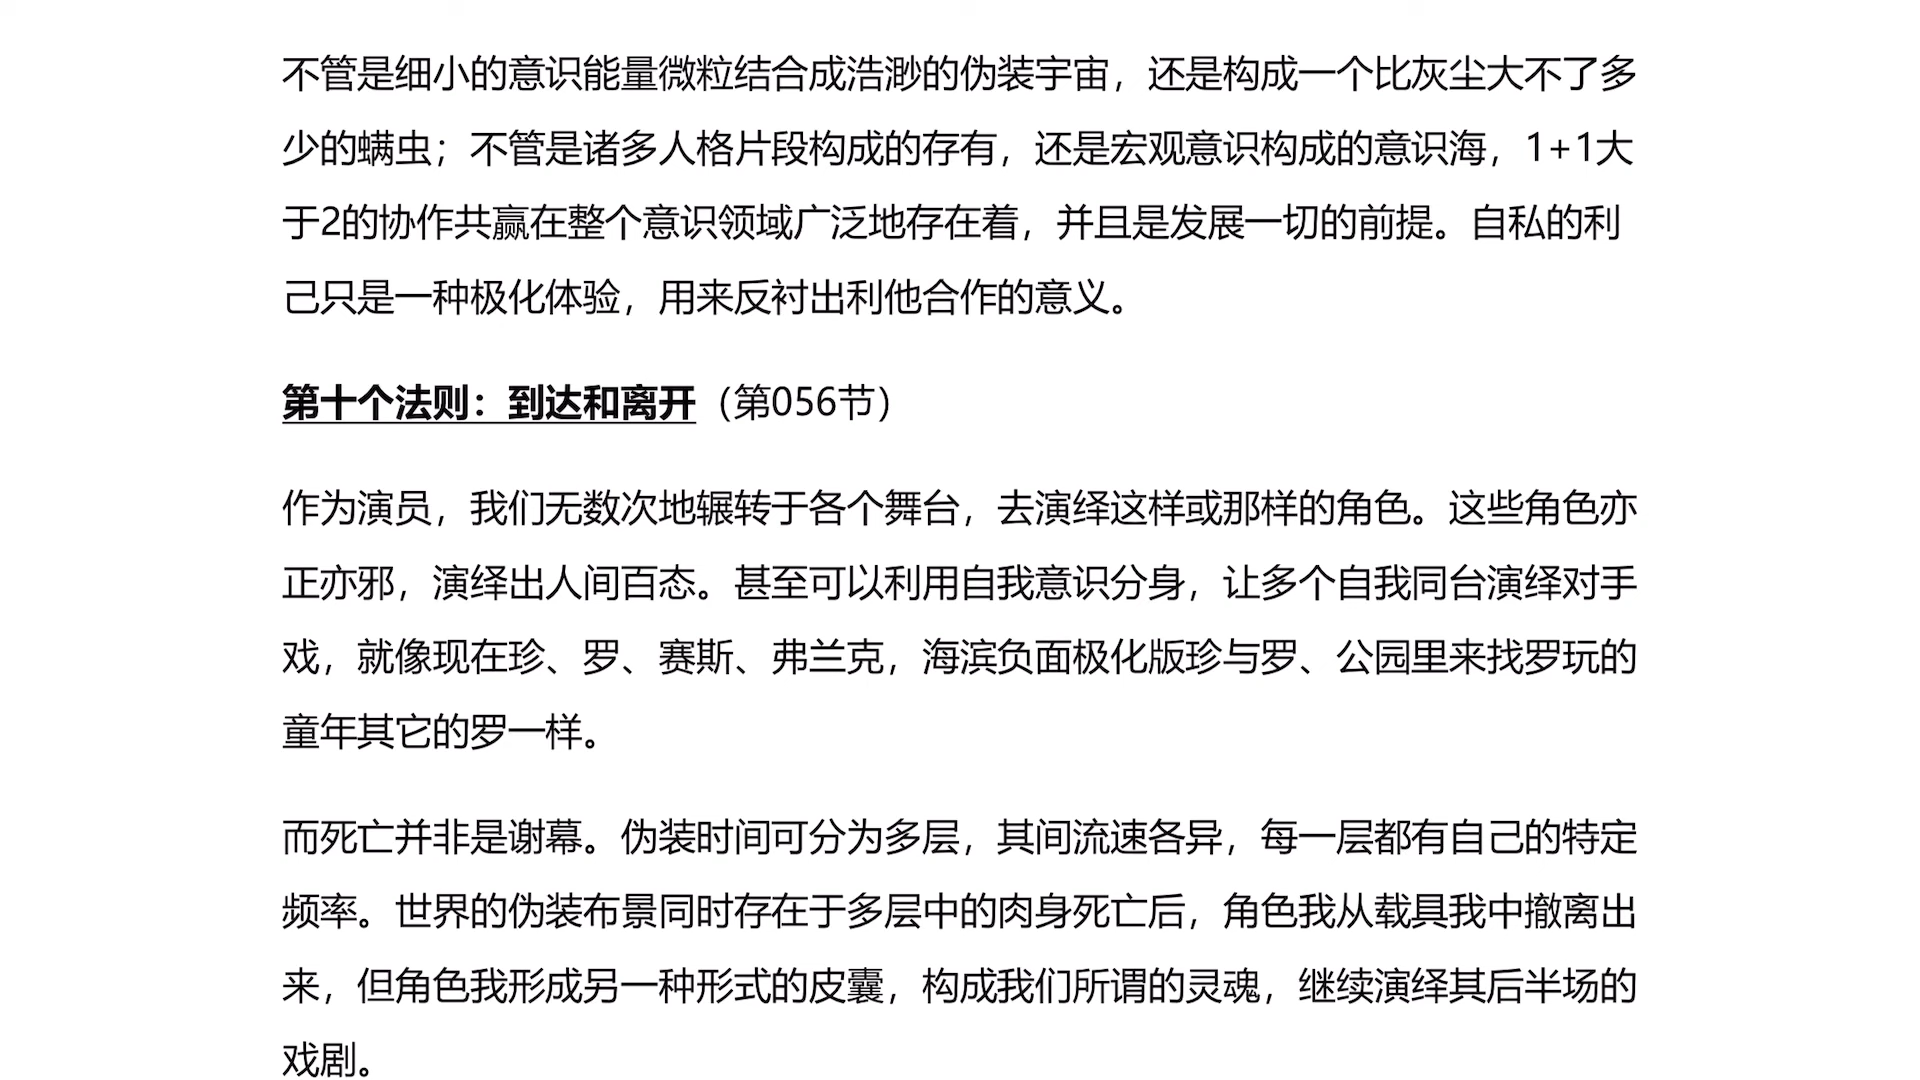 不管是细小的意识能量微粒结合成浩渺的伪装宇宙，还是构成一个比灰尘大不了多
少的螨虫；不管是诸多人格片段构成的存有，还是宏观意识构成的意识海，1+1大
于2的协作共赢在整个意识领域广泛地存在着，并且是发展一切的前提。自私的利
己只是一种极化体验，用来反衬出利他合作的意义。
第十个法则：到达和离开（第056节）
作为演员，我们无数次地辗转于各个舞台，去演绎这样或那样的角色。这些角色亦
正亦邪，演绎出人间百态。甚至可以利用自我意识分身，让多个自我同台演绎对手
戏，就像现在珍、罗、赛斯、弗兰克，海滨负面极化版珍与罗、公园里来找罗玩的
童年其它的罗一样。
而死亡并非是谢幕。伪装时间可分为多层，其间流速各异，每一层都有自己的特定
频率。世界的伪装布景同时存在于多层中的肉身死亡后，角色我从载具我中撤离出
来，但角色我形成另一种形式的皮囊，构成我们所谓的灵魂，继续演绎其后半场的
戏剧。